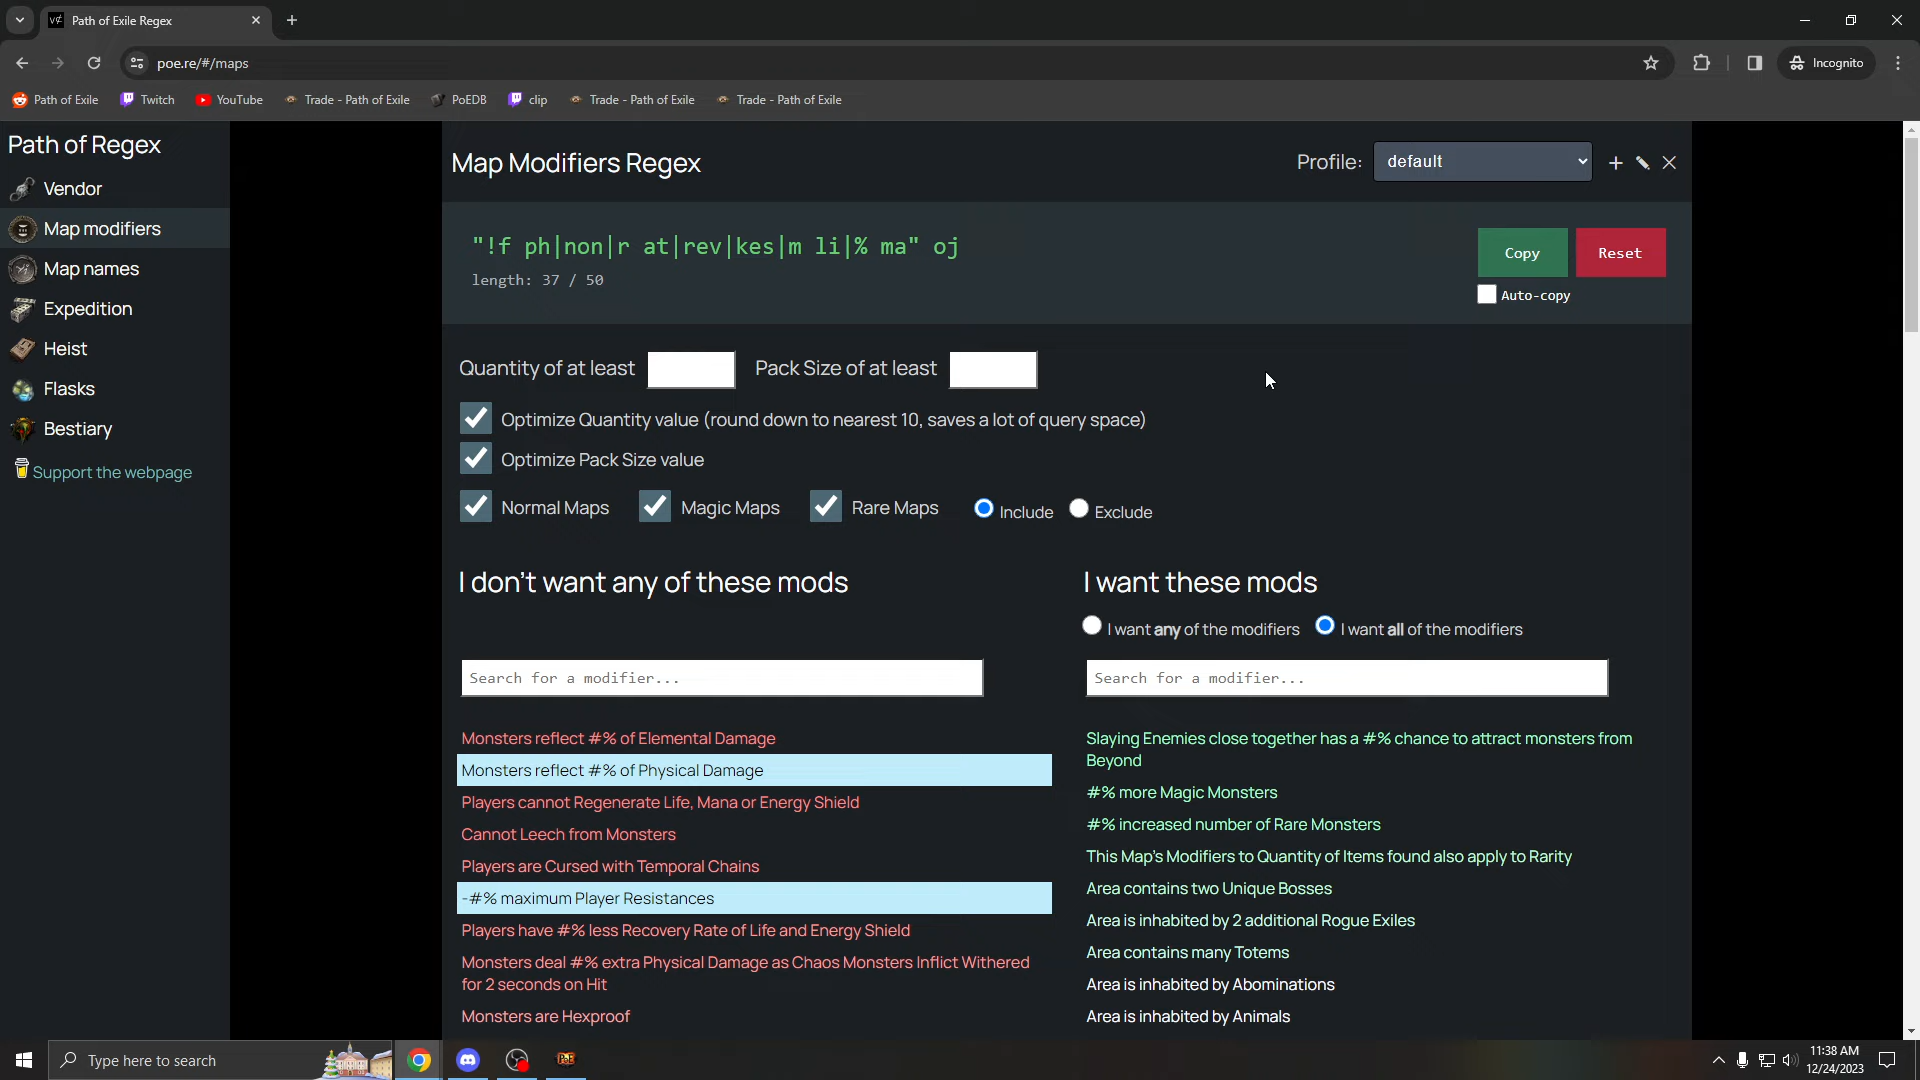 Path of Exile Regex
poe.re/#/maps
Incognito
Path of Exile
Twitch
YouTube
Trade - Path of Exile
PoEDB
clip
Trade - Path of Exile
Trade - Path of Exile
Path of Regex
Vendor
Map modifiers
Map names
Expedition
Heist
Flasks
Bestiary
Support the webpage
Map Modifiers Regex
Profile: default
"!f ph|non|r at|rev|kes|m li|% ma" oj
length: 37 / 50
Copy
Reset
Auto-copy
Quantity of at least
Pack Size of at least
Optimize Quantity value (round down to nearest 10, saves a lot of query space)
Optimize Pack Size value
Normal Maps
Magic Maps
Rare Maps
Include
Exclude
I don't want any of these mods
Search for a modifier...
Monsters reflect #% of Elemental Damage
Monsters reflect #% of Physical Damage
Players cannot Regenerate Life, Mana or Energy Shield
Cannot Leech from Monsters
Players are Cursed with Temporal Chains
-#% maximum Player Resistances
Players have #% less Recovery Rate of Life and Energy Shield
Monsters deal #% extra Physical Damage as Chaos Monsters Inflict Withered
for 2 seconds on Hit
Monsters are Hexproof
I want these mods
I want any of the modifiers
I want all of the modifiers
Search for a modifier...
Slaying Enemies close together has a #% chance to attract monsters from
Beyond
#% more Magic Monsters
#% increased number of Rare Monsters
This Map's Modifiers to Quantity of Items found also apply to Rarity
Area contains two Unique Bosses
Area is inhabited by 2 additional Rogue Exiles
Area contains many Totems
Area is inhabited by Abominations
Area is inhabited by Animals
Type here to search
PoE
11:38 AM
12/24/2023